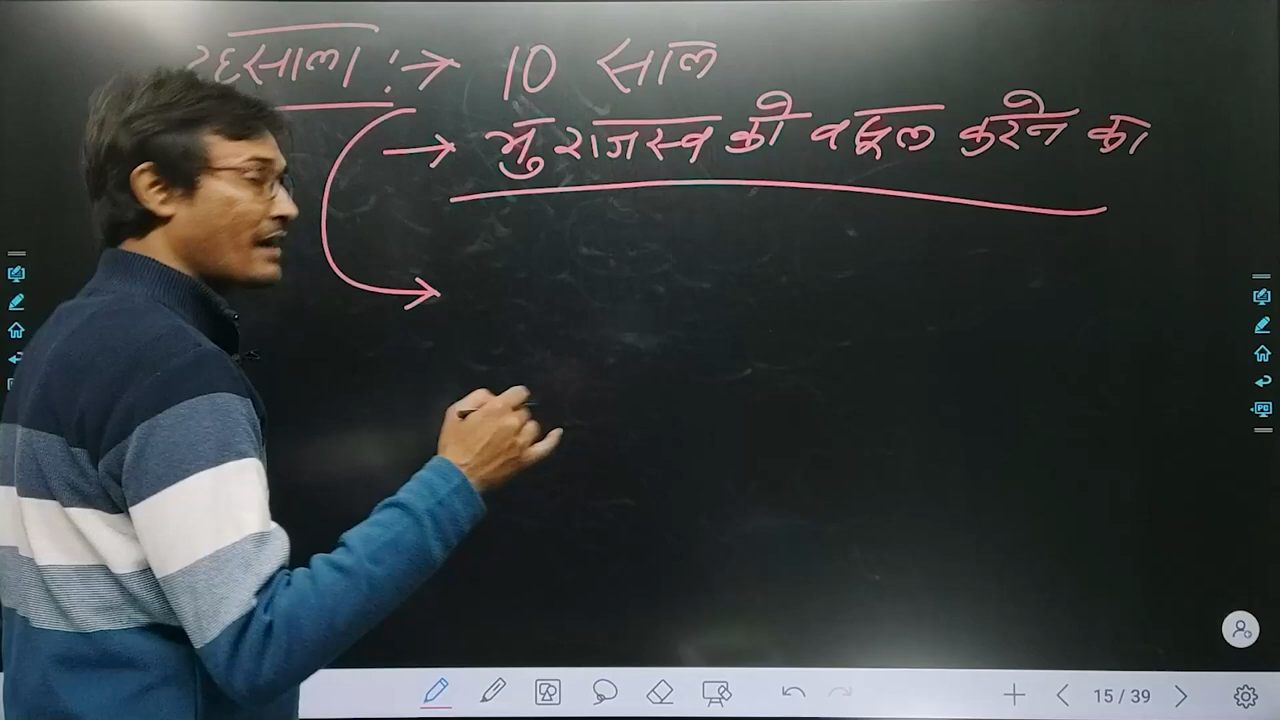 दहसाला :→ 10 साल
→ भु राजस्व की वसूल करने का
15 / 39